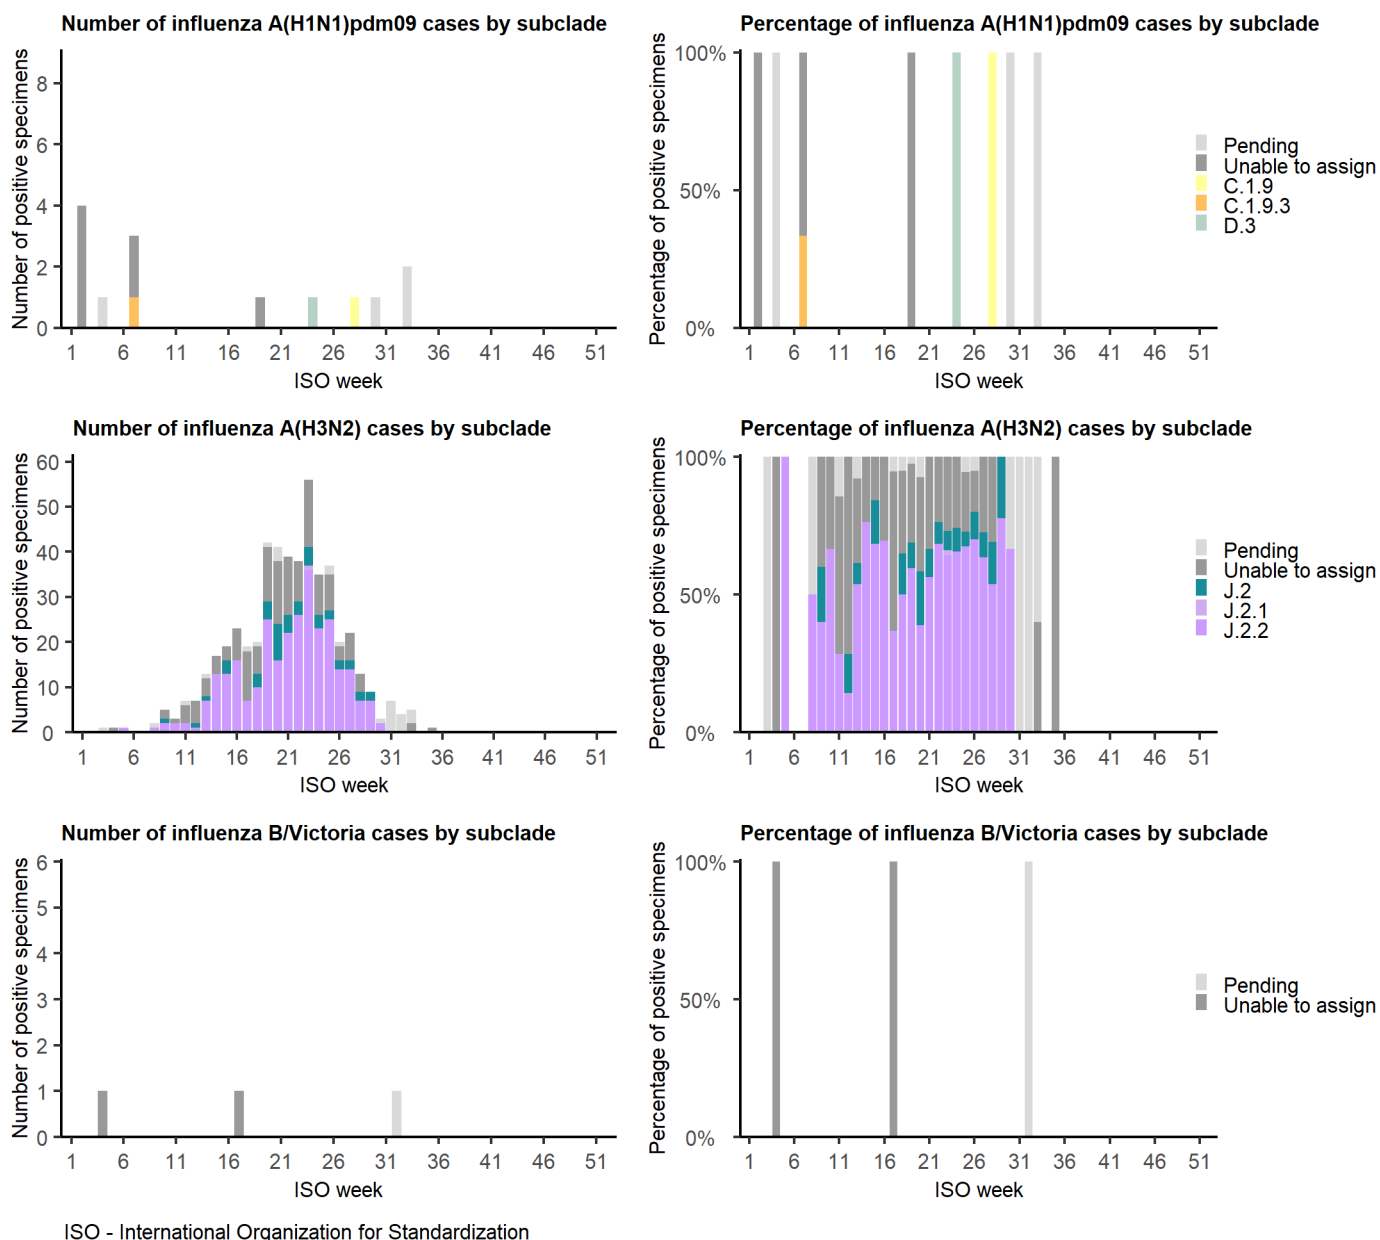 Number of influenza A(H1N1)pdm09 cases by subclade
Number of positive specimens
8
6
4
2
0
1 6 11 16 21 26 31 36 41 46 51
ISO week
Percentage of influenza A(H1N1)pdm09 cases by subclade
Percentage of positive specimens
100%
50%
0%
1 6 11 16 21 26 31 36 41 46 51
ISO week
Pending
Unable to assign
C.1.9
C.1.9.3
D.3
Number of influenza A(H3N2) cases by subclade
Number of positive specimens
60
50
40
30
20
10
0
1 6 11 16 21 26 31 36 41 46 51
ISO week
Percentage of influenza A(H3N2) cases by subclade
Percentage of positive specimens
100%
50%
0%
1 6 11 16 21 26 31 36 41 46 51
ISO week
Pending
Unable to assign
J.2
J.2.1
J.2.2
Number of influenza B/Victoria cases by subclade
Number of positive specimens
6
5
4
3
2
1
0
1 6 11 16 21 26 31 36 41 46 51
ISO week
Percentage of influenza B/Victoria cases by subclade
Percentage of positive specimens
100%
50%
0%
1 6 11 16 21 26 31 36 41 46 51
ISO week
Pending
Unable to assign
ISO - International Organization for Standardization